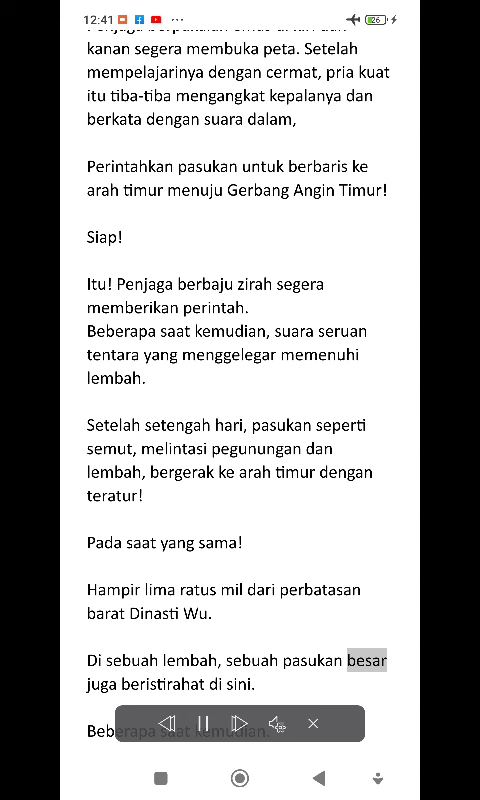 12:41
26
kanan segera membuka peta. Setelah
mempelajarinya dengan cermat, pria kuat
itu tiba-tiba mengangkat kepalanya dan
berkata dengan suara dalam,
Perintahkan pasukan untuk berbaris ke
arah timur menuju Gerbang Angin Timur!
Siap!
Itu! Penjaga berbaju zirah segera
memberikan perintah.
Beberapa saat kemudian, suara seruan
tentara yang menggelegar memenuhi
lembah.
Setelah setengah hari, pasukan seperti
semut, melintasi pegunungan dan
lembah, bergerak ke arah timur dengan
teratur!
Pada saat yang sama!
Hampir lima ratus mil dari perbatasan
barat Dinasti Wu.
Di sebuah lembah, sebuah pasukan besar
juga beristirahat di sini.
Beberapa saat kemudian.